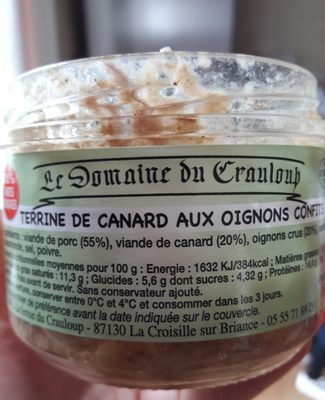 Le Domaine du Crauloup
TERRINE DE CANARD AUX OIGNONS CONFITS
: viande de porc (55%), viande de canard (20%), oignons crus (20%),
sel, poivre.
nutritionnelles moyennes pour 100 g : Energie : 1632 KJ/384kcal ; Matières grasses
gras saturés : 11,3 g ; Glucides : 5,6 g dont sucres : 4,32 g ; Protéines :
avant de servir. Sans conservateur ajouté.
conserver entre 0°C et 4°C et consommer dans les 3 jours.
de préférence avant la date indiquée sur le couvercle.
du Crauloup - 87130 La Croisille sur Briance - 05 55 71 89